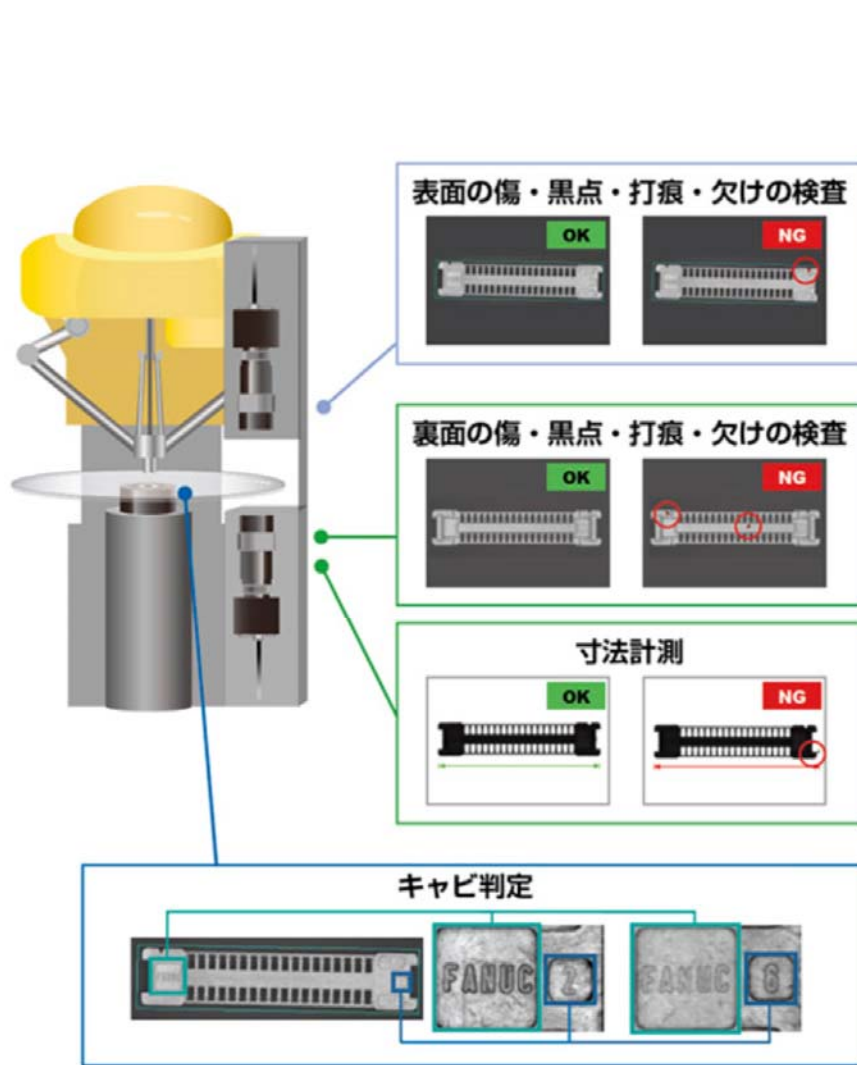 表面の傷・黒点・打痕・欠けの検査
OK
NG
裏面の傷・黒点・打痕・欠けの検査
OK
NG
寸法計測
OK
NG
キャビ判定
FANUC
FANUC 2
FANUC 6